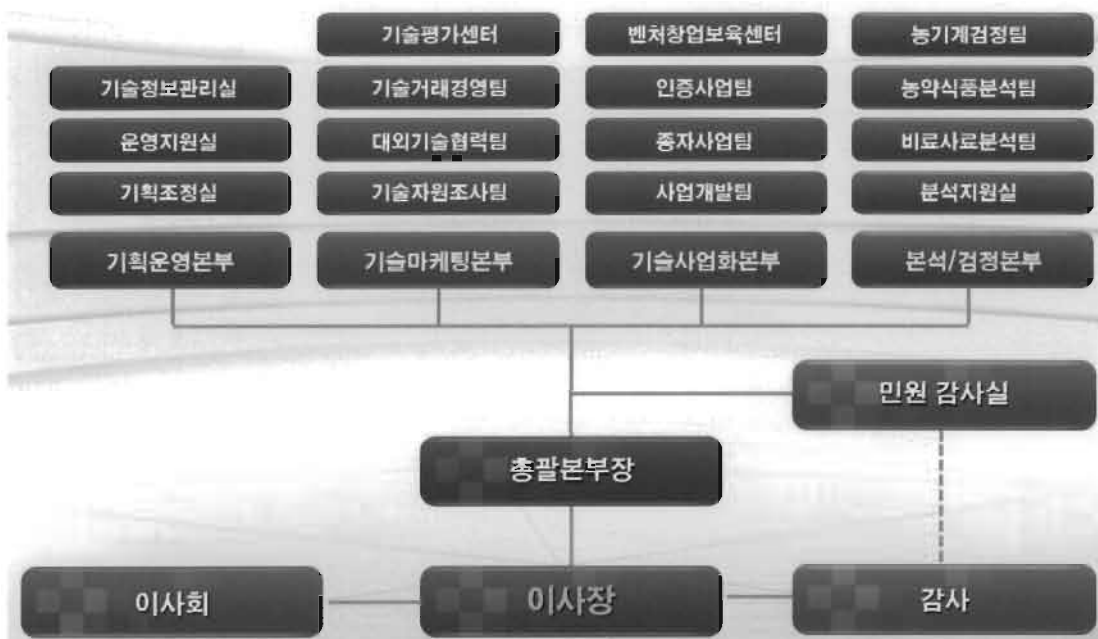 기술평가센터 벤처창업보육센터 농기계검정팀
기술정보관리실 기술거래경영팀 인증사업팀 농약식품분석팀
운영지원실 대외기술협력팀 종자사업팀 비료사료분석팀
기획조정실 기술자원조사팀 사업개발팀 분석지원실
기획운영본부 기술마케팅본부 기술사업화본부 분석/검정본부
민원 감사실
총괄본부장
이사회 이사장 감사